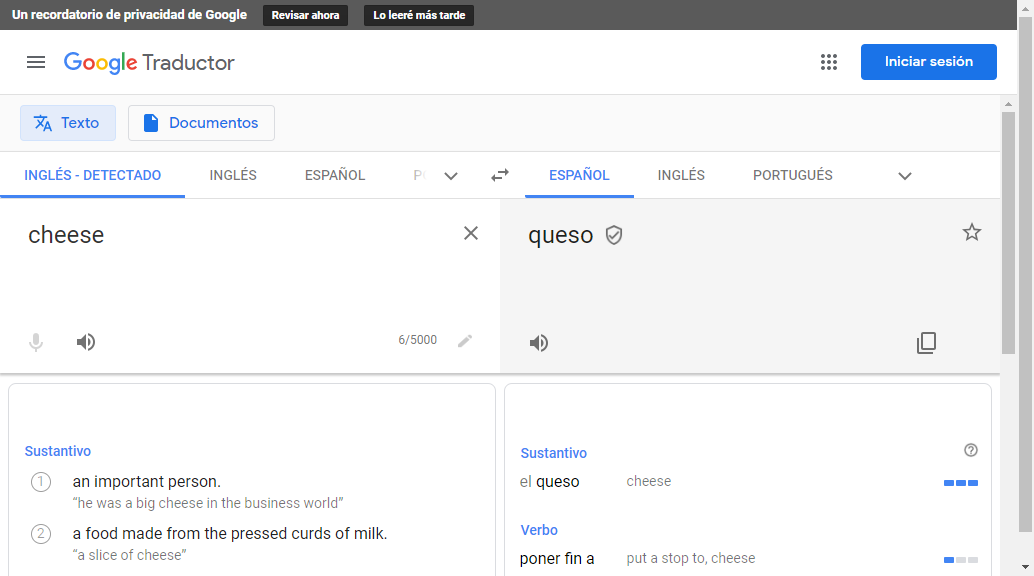 Un recordatorio de privacidad de Google Revisar ahora Lo leeré más tarde
Google Traductor Iniciar sesión
Texto Documentos
INGLÉS - DETECTADO INGLÉS ESPAÑOL ESPAÑOL INGLÉS PORTUGUÉS
cheese
queso
6/5000
Sustantivo
1 an important person.
“he was a big cheese in the business world”
2 a food made from the pressed curds of milk.
“a slice of cheese”
Sustantivo
el queso cheese
Verbo
poner fin a put a stop to, cheese